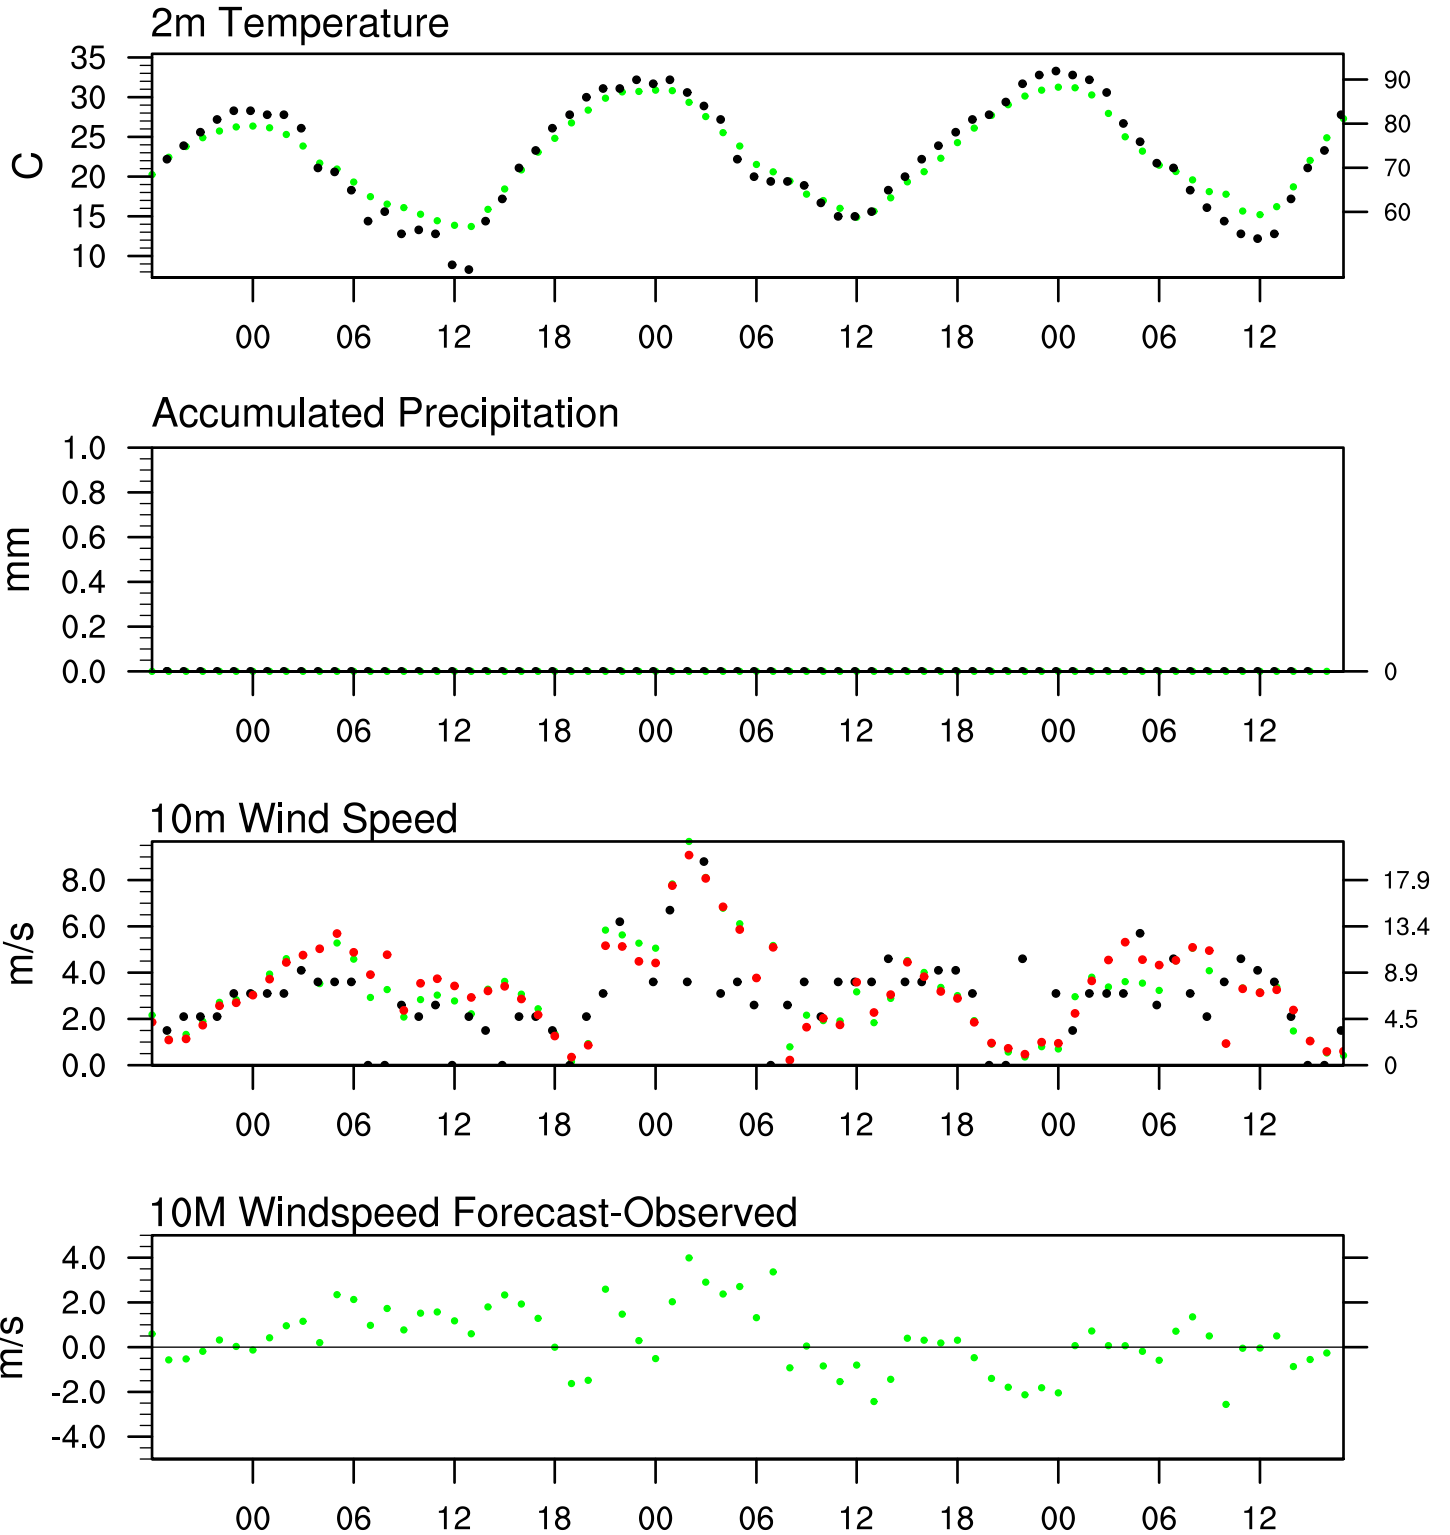 2m Temperature
35
30
25
20
15
10
C
90
80
70
60
00 06 12 18 00 06 12 18 00 06 12
Accumulated Precipitation
1.0
0.8
0.6
0.4
0.2
0.0
mm
0
00 06 12 18 00 06 12 18 00 06 12
10m Wind Speed
8.0
6.0
4.0
2.0
0.0
m/s
17.9
13.4
8.9
4.5
0
00 06 12 18 00 06 12 18 00 06 12
10M Windspeed Forecast-Observed
4.0
2.0
0.0
-2.0
-4.0
m/s
00 06 12 18 00 06 12 18 00 06 12